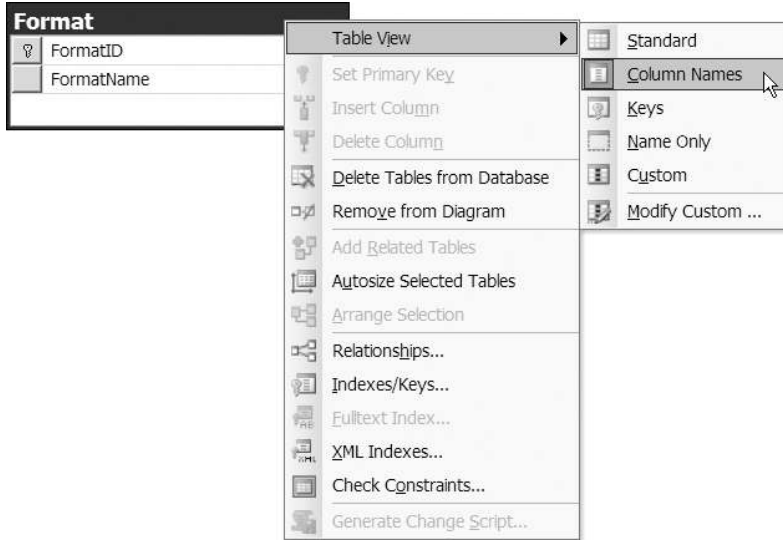 Format
FormatID
FormatName
Table View
Set Primary Key
Insert Column
Delete Column
Delete Tables from Database
Remove from Diagram
Add Related Tables
Autosize Selected Tables
Arrange Selection
Relationships...
Indexes/Keys...
Fulltext Index...
XML Indexes...
Check Constraints...
Generate Change Script...
Standard
Column Names
Keys
Name Only
Custom
Modify Custom ...